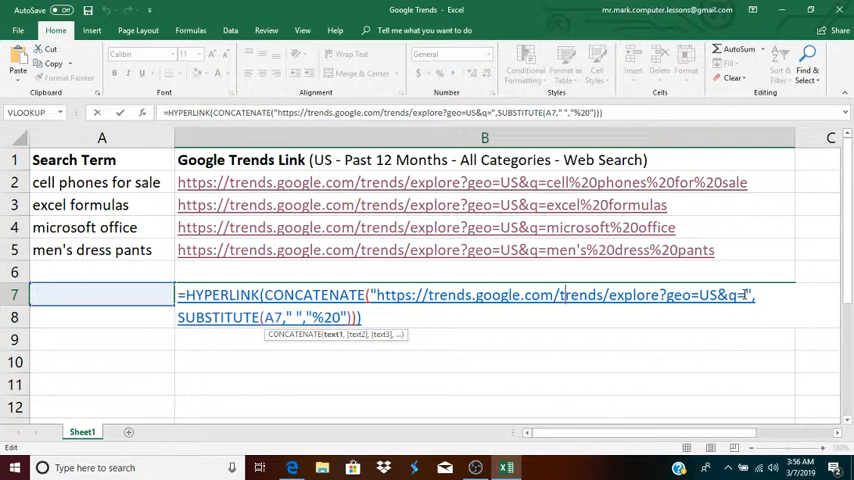 AutoSave Off
Google Trends - Excel
mr.mark.computer.lessons@gmail.com
File Home Insert Page Layout Formulas Data Review View Help Tell me what you want to do Share
Paste Cut Copy Format Painter
Calibri 11 Wrap Text General AutoSum
B I U Merge & Center $ % Conditional Formatting Format as Table Cell Styles Insert Delete Format Clear Sort & Filter Find & Select
Clipboard Font Alignment Number Styles Cells Editing
VLOOKUP =HYPERLINK(CONCATENATE("https://trends.google.com/trends/explore?geo=US&q=",SUBSTITUTE(A7," ","%20")))
A B C
1 Search Term Google Trends Link (US - Past 12 Months - All Categories - Web Search)
2 cell phones for sale https://trends.google.com/trends/explore?geo=US&q=cell%20phones%20for%20sale
3 excel formulas https://trends.google.com/trends/explore?geo=US&q=excel%20formulas
4 microsoft office https://trends.google.com/trends/explore?geo=US&q=microsoft%20office
5 men's dress pants https://trends.google.com/trends/explore?geo=US&q=men's%20dress%20pants
6
7 =HYPERLINK(CONCATENATE("https://trends.google.com/trends/explore?geo=US&q=",
8 SUBSTITUTE(A7," ","%20")))
CONCATENATE(text1, [text2], [text3], ...)
9
10
11
12
Sheet1
Edit 180%
Type here to search
3:56 AM
3/7/2019